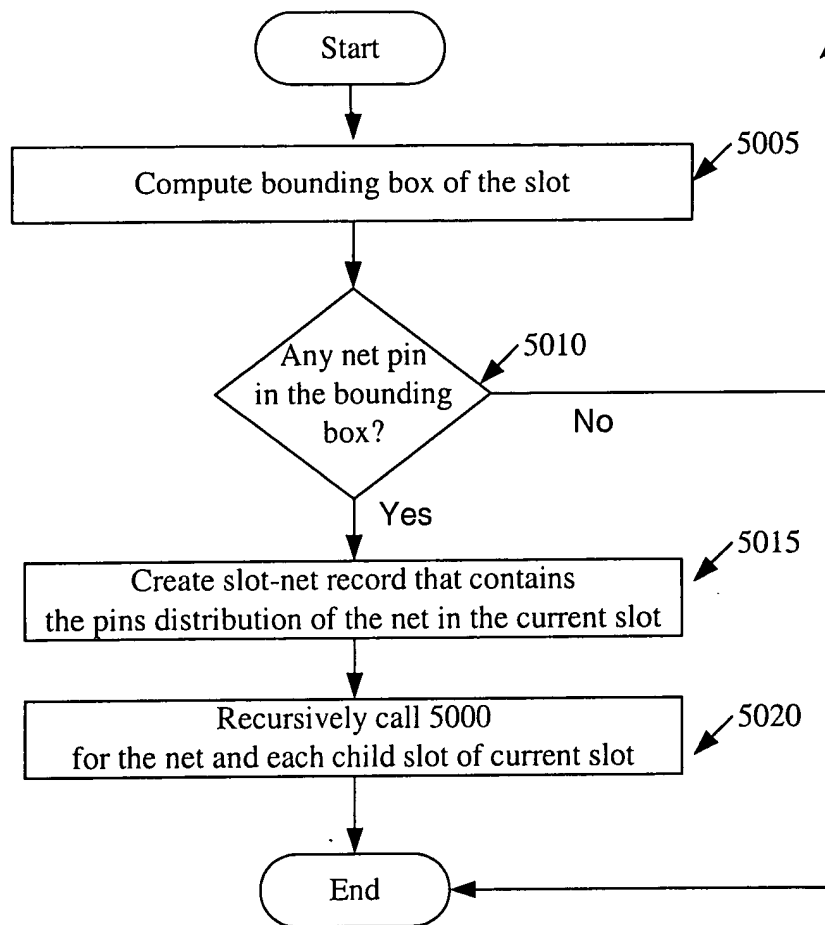 Start
5005
Compute bounding box of the slot
5010
Any net pin
in the bounding
box?
No
Yes
5015
Create slot-net record that contains
the pins distribution of the net in the current slot
5020
Recursively call 5000
for the net and each child slot of current slot
End